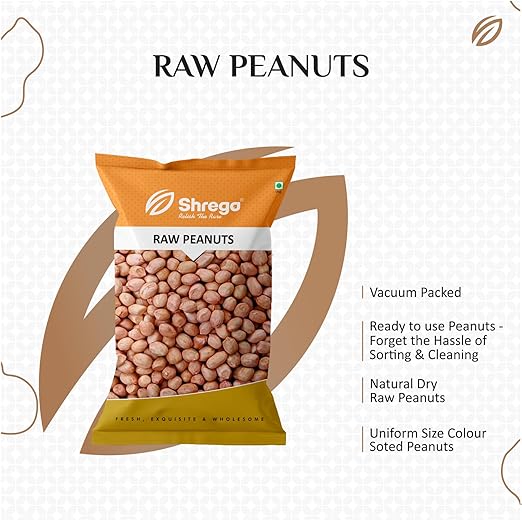 RAW PEANUTS
Shrego®
Relish The Rare
RAW PEANUTS
FRESH, EXQUISITE & WHOLESOME
Vacuum Packed
Ready to use Peanuts -
Forget the Hassle of
Sorting & Cleaning
Natural Dry
Raw Peanuts
Uniform Size Colour
Soted Peanuts